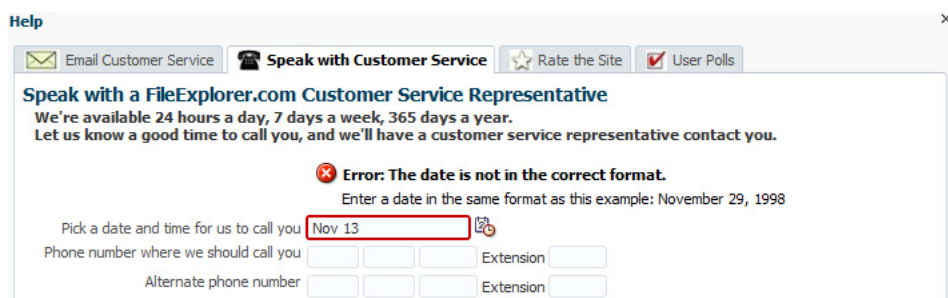 Help
Email Customer Service Speak with Customer Service Rate the Site User Polls
Speak with a FileExplorer.com Customer Service Representative
We're available 24 hours a day, 7 days a week, 365 days a year.
Let us know a good time to call you, and we'll have a customer service representative contact you.
Error: The date is not in the correct format.
Enter a date in the same format as this example: November 29, 1998
Pick a date and time for us to call you Nov 13
Phone number where we should call you Extension
Alternate phone number Extension